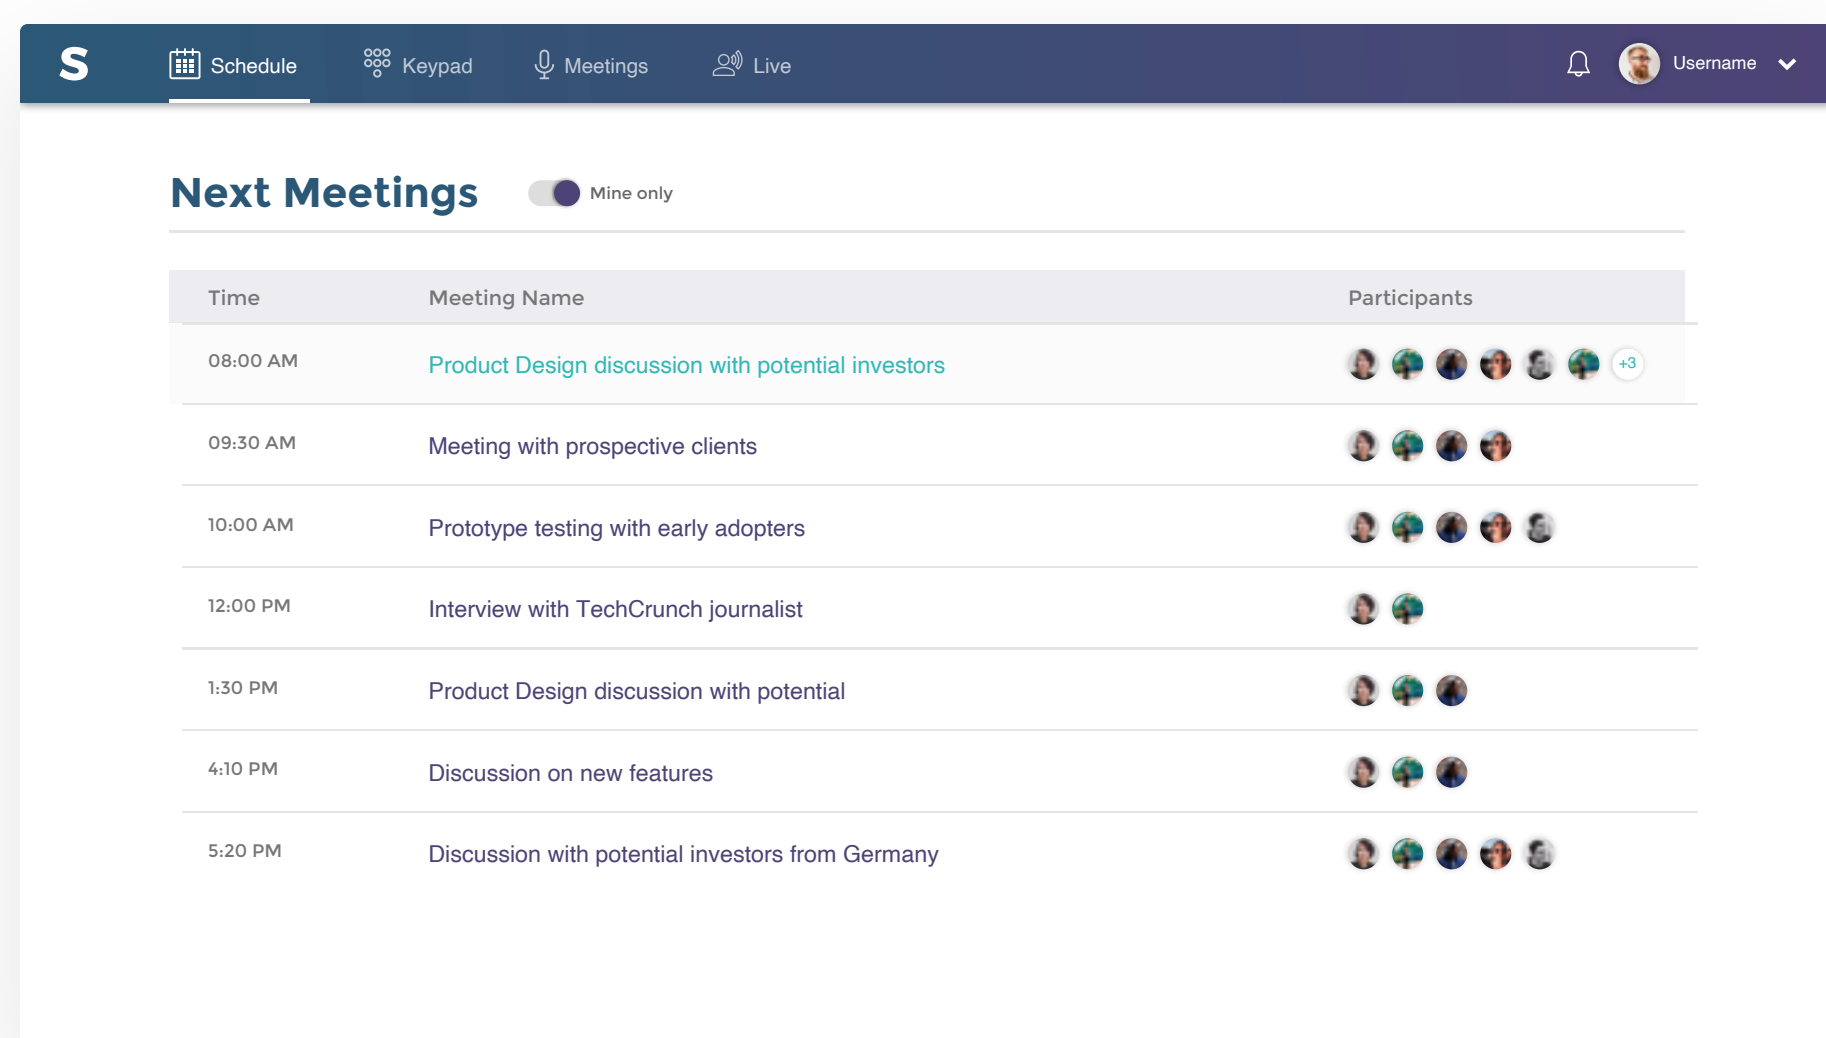 S Schedule Keypad Meetings Live Username
Next Meetings Mine only
Time Meeting Name Participants
08:00 AM Product Design discussion with potential investors +3
09:30 AM Meeting with prospective clients
10:00 AM Prototype testing with early adopters
12:00 PM Interview with TechCrunch journalist
1:30 PM Product Design discussion with potential
4:10 PM Discussion on new features
5:20 PM Discussion with potential investors from Germany